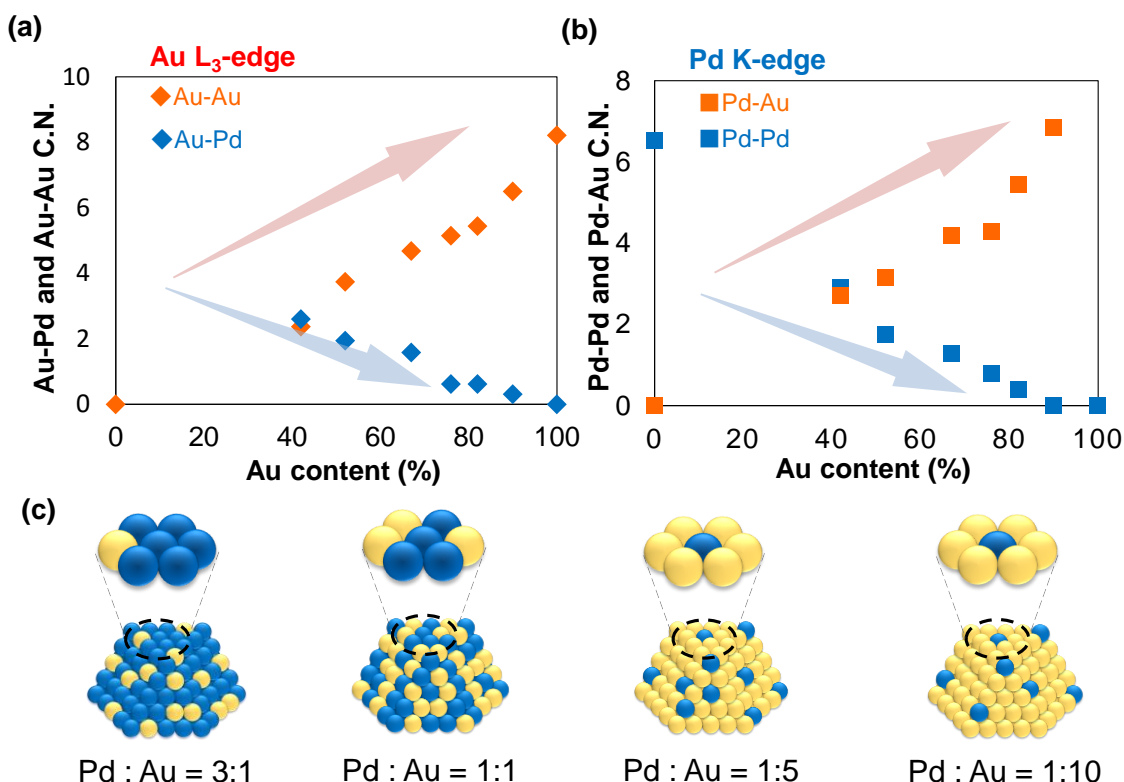 (a)
Au L₃-edge
Au-Au
Au-Pd
Au-Pd and Au-Au C.N.
10
8
6
4
2
0
0 20 40 60 80 100
Au content (%)
(b)
Pd K-edge
Pd-Au
Pd-Pd
Pd-Pd and Pd-Au C.N.
8
6
4
2
0
0 20 40 60 80 100
Au content (%)
(c)
Pd : Au = 3:1
Pd : Au = 1:1
Pd : Au = 1:5
Pd : Au = 1:10